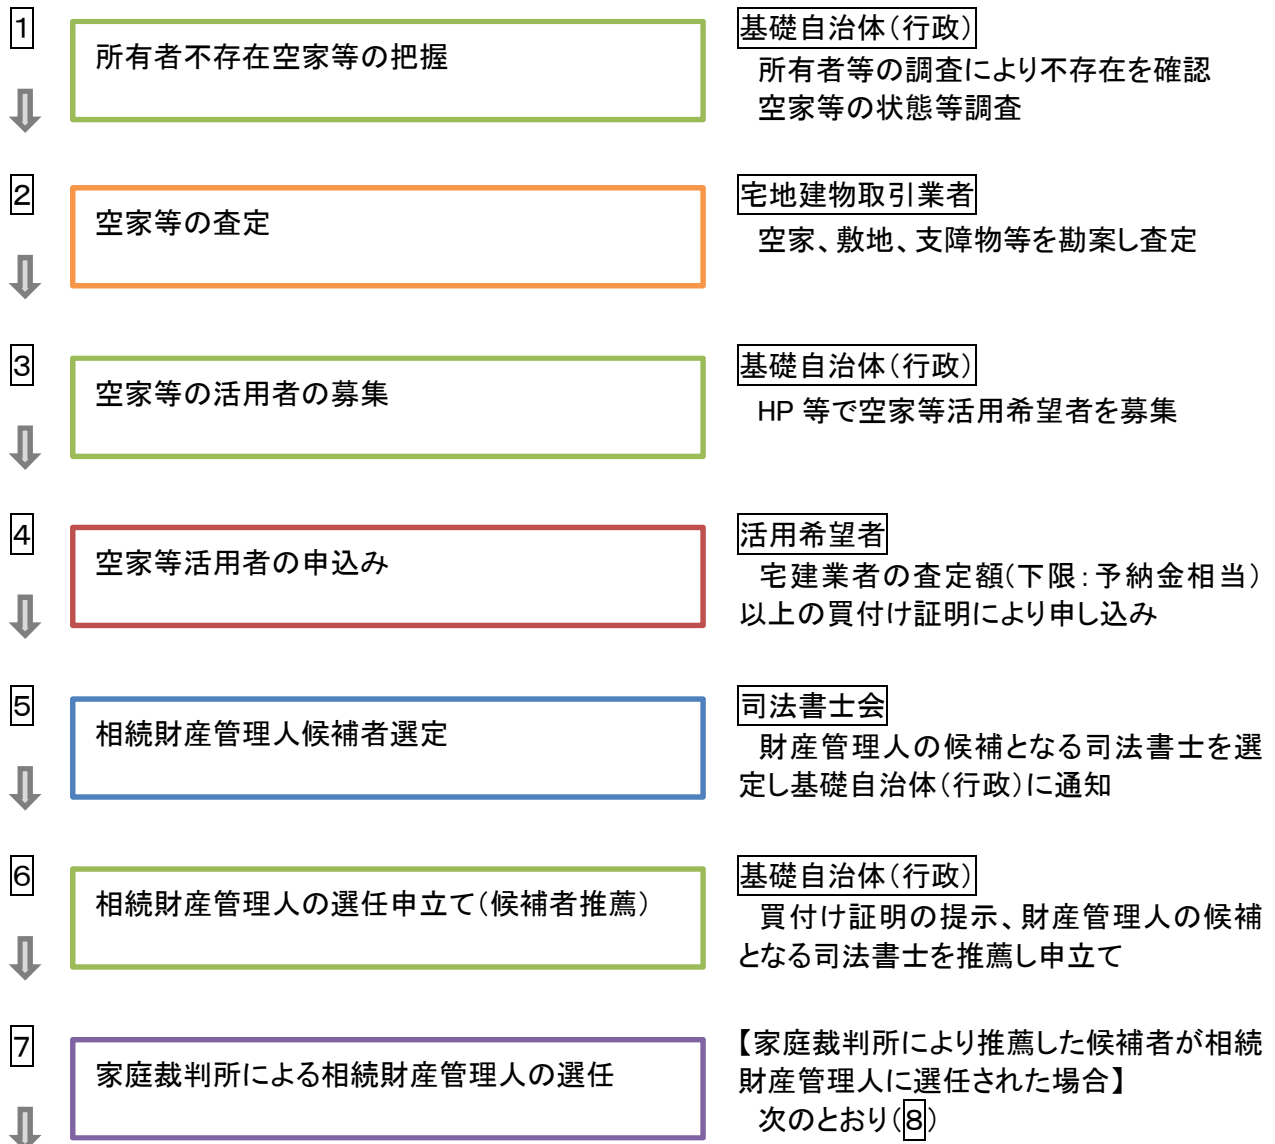 1
所有者不存在空家等の把握
基礎自治体(行政)
所有者等の調査により不存在を確認
空家等の状態等調査
2
空家等の査定
宅地建物取引業者
空家、敷地、支障物等を勘案し査定
3
空家等の活用者の募集
基礎自治体(行政)
HP 等で空家等活用希望者を募集
4
空家等活用者の申込み
活用希望者
宅建業者の査定額(下限:予納金相当)
以上の買付け証明により申し込み
5
相続財産管理人候補者選定
司法書士会
財産管理人の候補となる司法書士を選
定し基礎自治体(行政)に通知
6
相続財産管理人の選任申立て(候補者推薦)
基礎自治体(行政)
買付け証明の提示、財産管理人の候補
となる司法書士を推薦し申立て
7
家庭裁判所による相続財産管理人の選任
【家庭裁判所により推薦した候補者が相続
財産管理人に選任された場合】
次のとおり(8)